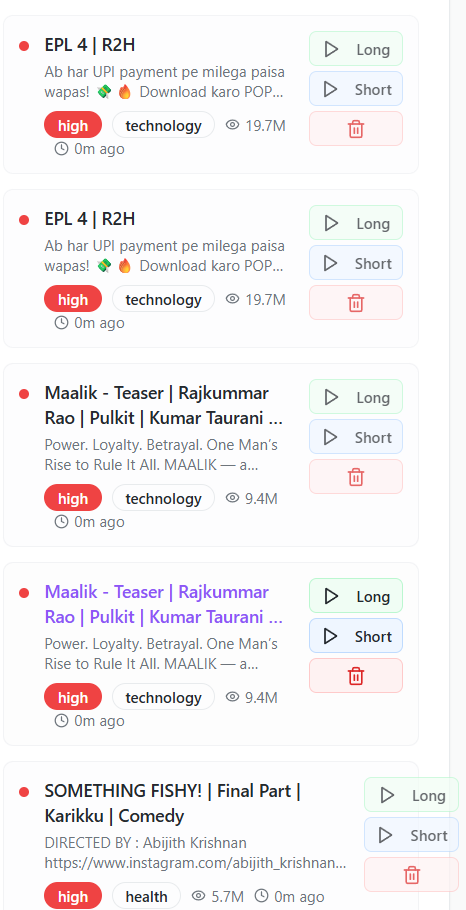 EPL 4 | R2H
Ab har UPI payment pe milega paisa
wapas! 💸 🔥 Download karo POP...
high technology 19.7M
0m ago
Long
Short
EPL 4 | R2H
Ab har UPI payment pe milega paisa
wapas! 💸 🔥 Download karo POP...
high technology 19.7M
0m ago
Long
Short
Maalik - Teaser | Rajkummar
Rao | Pulkit | Kumar Taurani ...
Power. Loyalty. Betrayal. One Man's
Rise to Rule It All. MAALIK — a...
high technology 9.4M
0m ago
Long
Short
Maalik - Teaser | Rajkummar
Rao | Pulkit | Kumar Taurani ...
Power. Loyalty. Betrayal. One Man's
Rise to Rule It All. MAALIK — a...
high technology 9.4M
0m ago
Long
Short
SOMETHING FISHY! | Final Part |
Karikku | Comedy
DIRECTED BY : Abijith Krishnan
https://www.instagram.com/abijith_krishnan...
high health 5.7M 0m ago
Long
Short